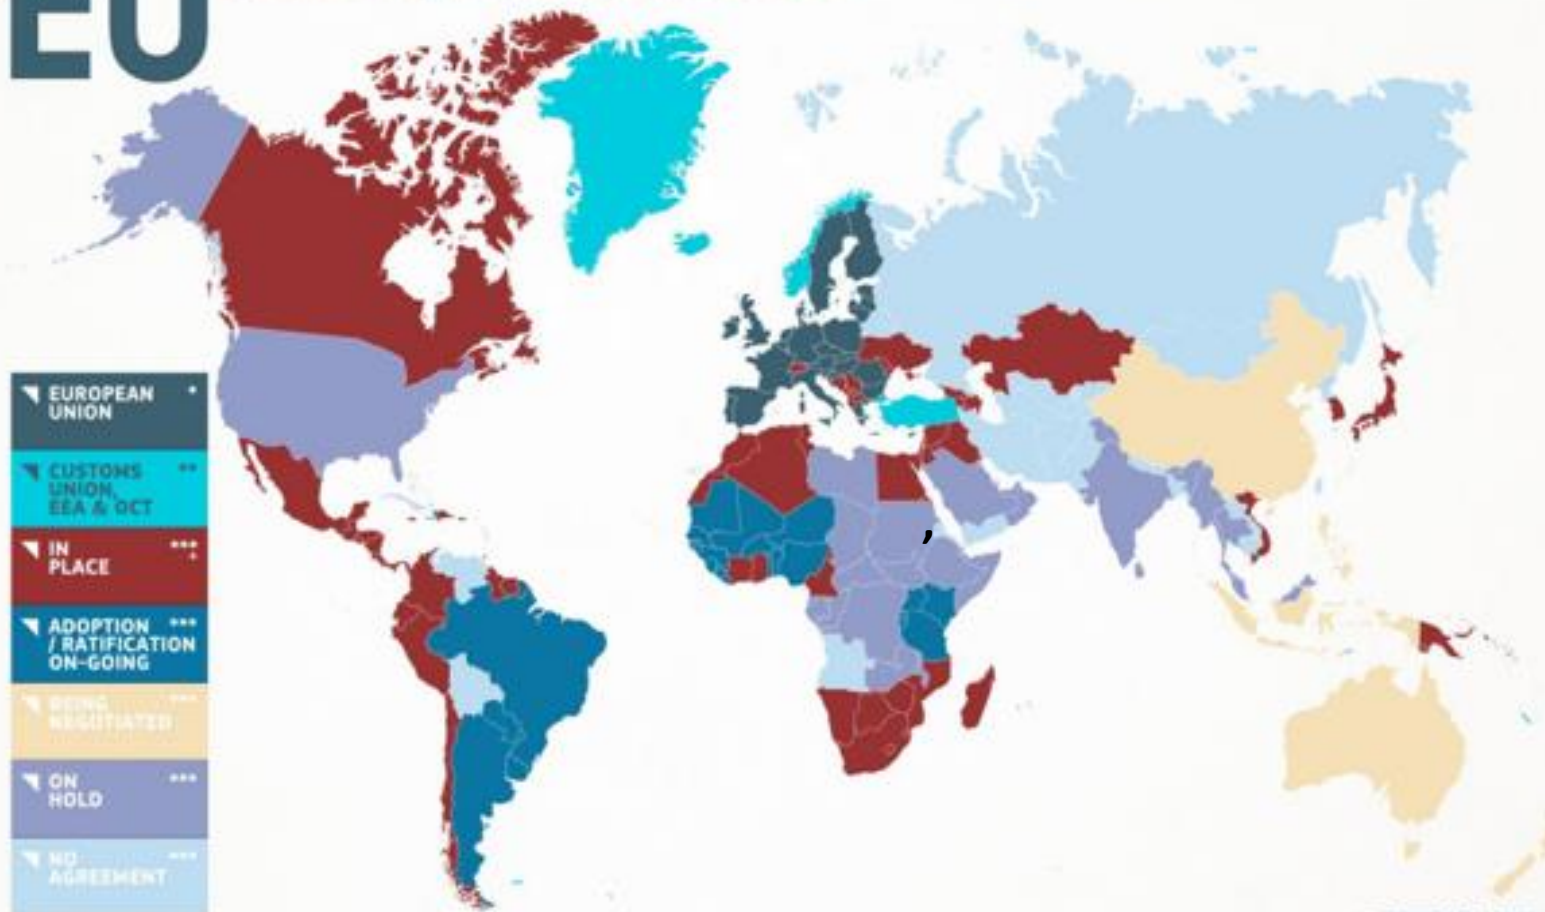 EU
EUROPEAN *
UNION
CUSTOMS **
UNION,
EEA & OCT
IN ***
PLACE *
ADOPTION ***
/ RATIFICATION
ON-GOING
BEING ***
NEGOTIATED
ON ***
HOLD
NO ***
AGREEMENT
,